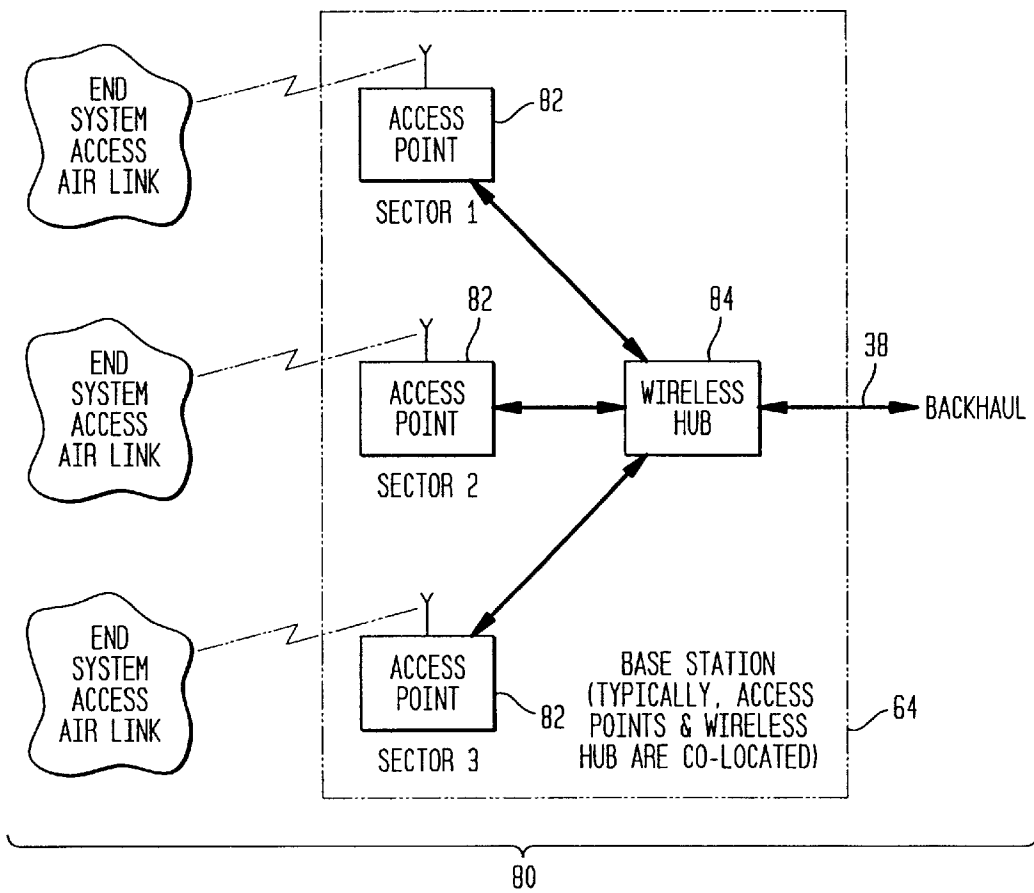 END
SYSTEM
ACCESS
AIR LINK
ACCESS
POINT
82
SECTOR 1
END
SYSTEM
ACCESS
AIR LINK
82
ACCESS
POINT
SECTOR 2
84
WIRELESS
HUB
38
BACKHAUL
END
SYSTEM
ACCESS
AIR LINK
ACCESS
POINT
82
SECTOR 3
BASE STATION
(TYPICALLY, ACCESS
POINTS & WIRELESS
HUB ARE CO-LOCATED)
64
80